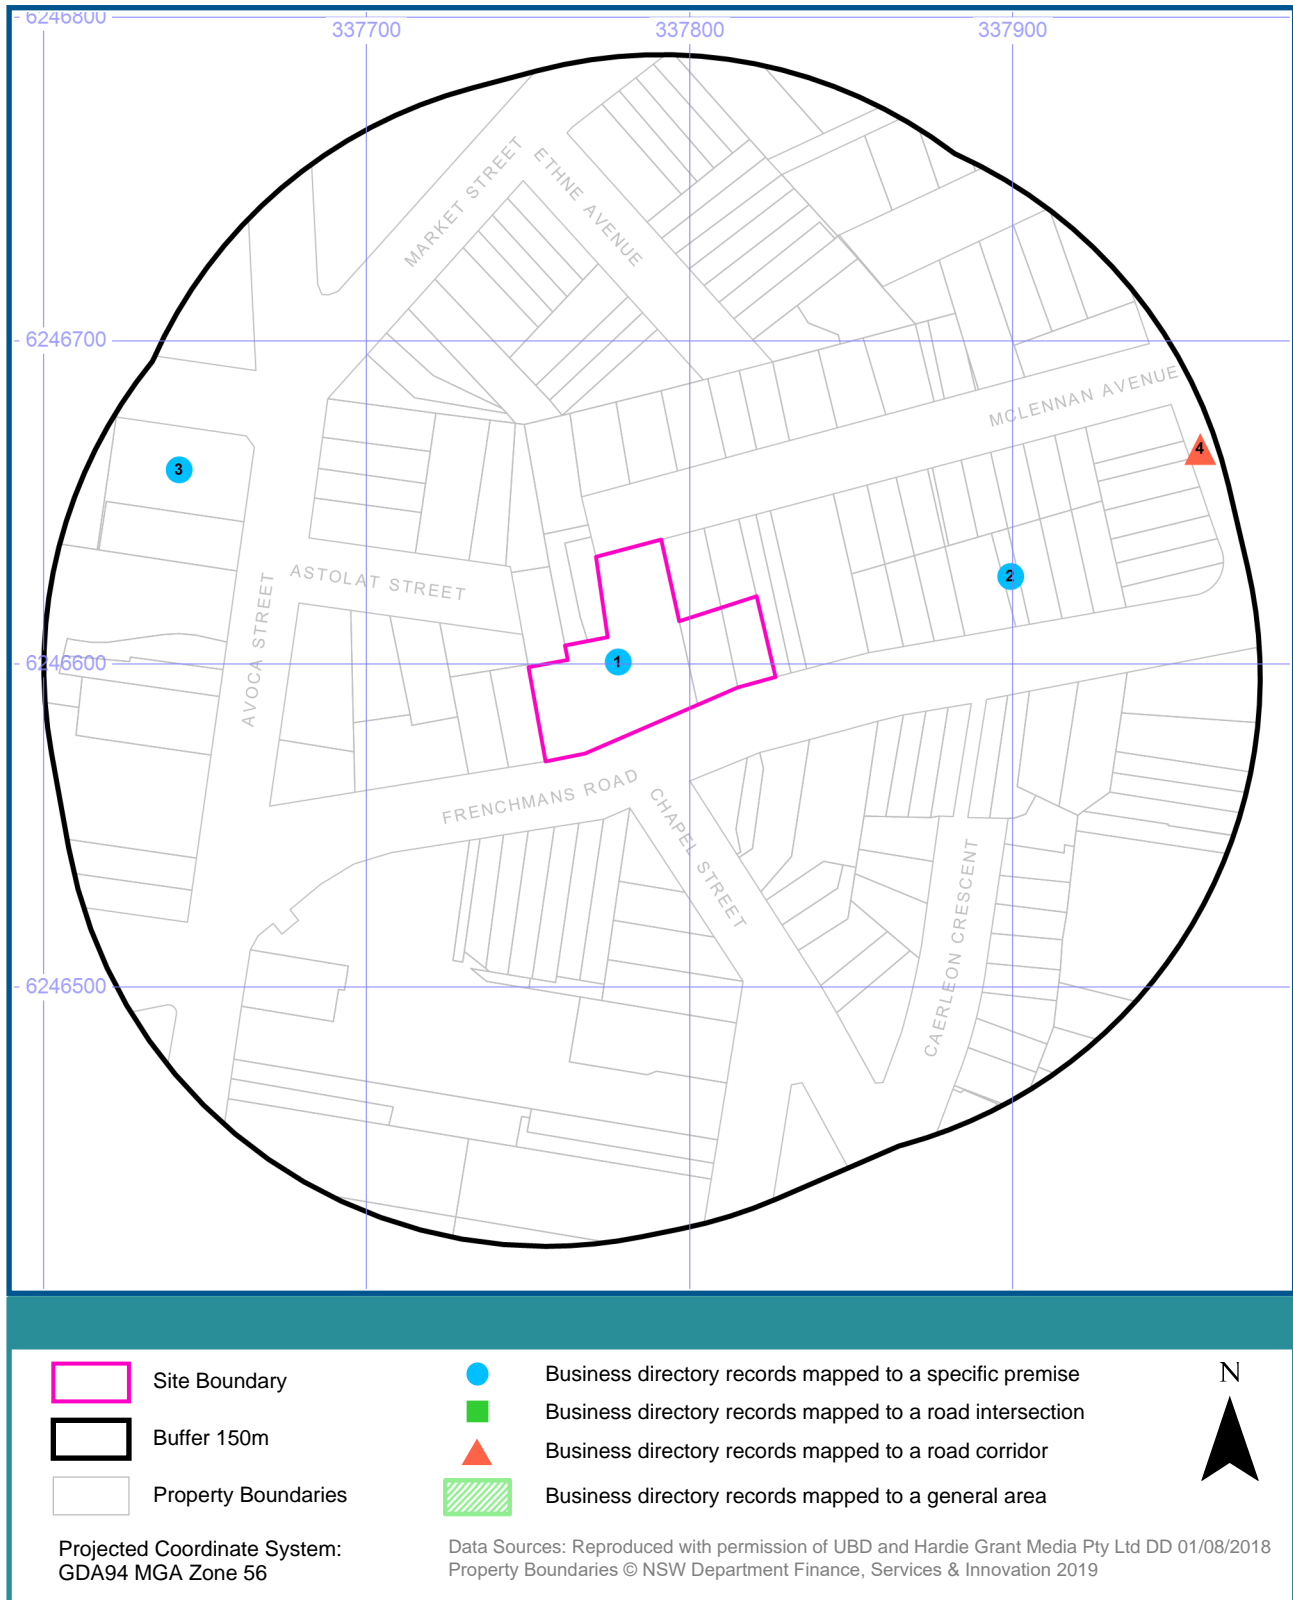 6246800
337700
337800
337900
MARKET STREET
ETHNE AVENUE
6246700
MCLENNAN AVENUE
4
3
ASTOLAT STREET
2
AVOCA STREET
6246600
1
FRENCHMANS ROAD
CHAPEL STREET
CAERLEON CRESCENT
6246500
Site Boundary
Buffer 150m
Property Boundaries
Projected Coordinate System:
GDA94 MGA Zone 56
Business directory records mapped to a specific premise
Business directory records mapped to a road intersection
Business directory records mapped to a road corridor
Business directory records mapped to a general area
N
Data Sources: Reproduced with permission of UBD and Hardie Grant Media Pty Ltd DD 01/08/2018
Property Boundaries © NSW Department Finance, Services & Innovation 2019